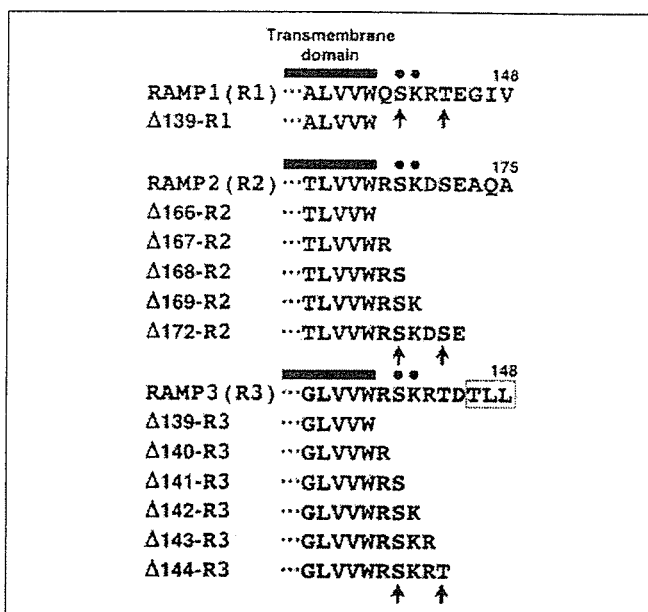 Transmembrane
domain
148
RAMP1(R1) ···ALVVWQSKRTEGIV
Δ139-R1 ···ALVVW
175
RAMP2(R2) ···TLVVWRSKDSEAQA
Δ166-R2 ···TLVVW
Δ167-R2 ···TLVVWR
Δ168-R2 ···TLVVWRS
Δ169-R2 ···TLVVWRSK
Δ172-R2 ···TLVVWRSKDSE
148
RAMP3(R3) ···GLVVWRSKRTDTLL
Δ139-R3 ···GLVVW
Δ140-R3 ···GLVVWR
Δ141-R3 ···GLVVWRS
Δ142-R3 ···GLVVWRSK
Δ143-R3 ···GLVVWRSKR
Δ144-R3 ···GLVVWRSKRT